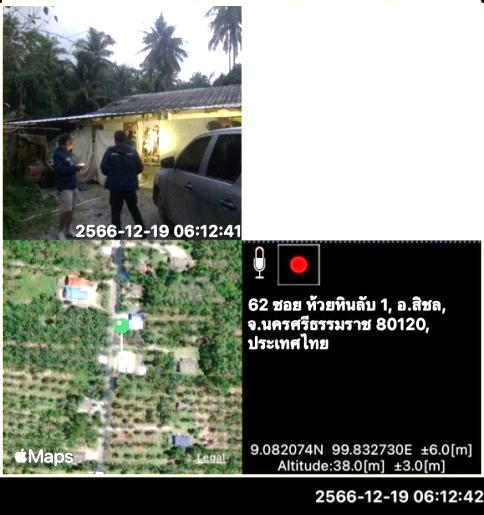 2566-12-19 06:12:41
62 ซอย ห้วยหินลับ 1, อ.สิชล,
จ.นครศรีธรรมราช 80120,
ประเทศไทย
Maps
Legal
9.082074N 99.832730E ±6.0[m]
Altitude:38.0[m] ±3.0[m]
2566-12-19 06:12:42